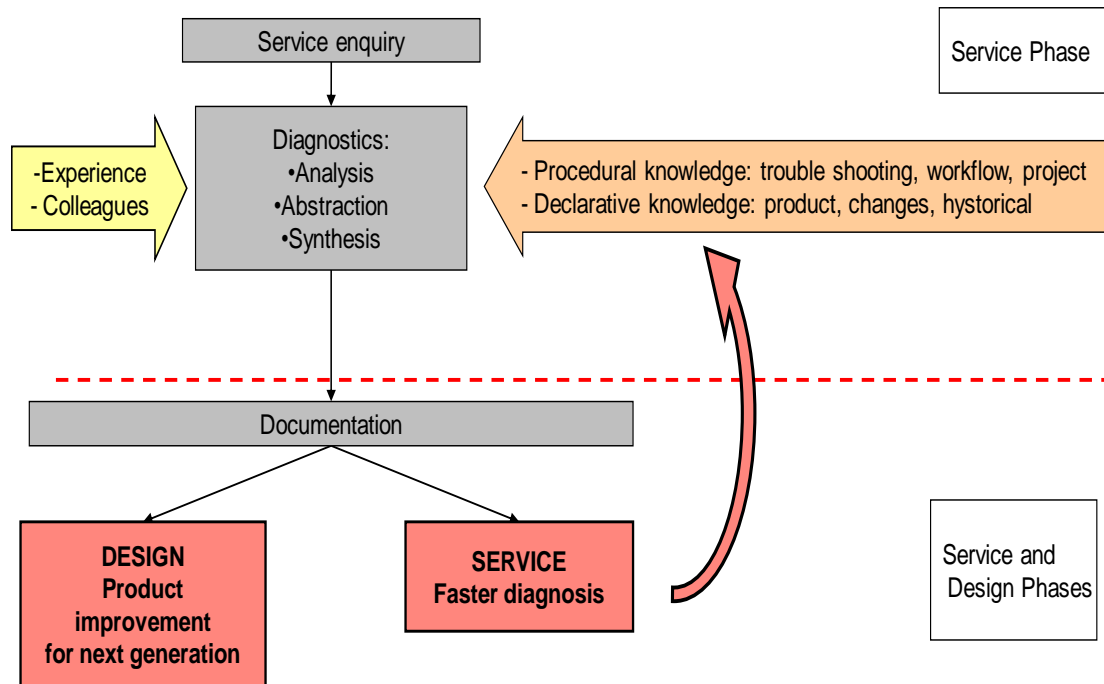 Service enquiry
Service Phase
Diagnostics:
•Analysis
•Abstraction
•Synthesis
-Experience
- Colleagues
- Procedural knowledge: trouble shooting, workflow, project
- Declarative knowledge: product, changes, hystorical
Documentation
DESIGN
Product
improvement
for next generation
SERVICE
Faster diagnosis
Service and
Design Phases